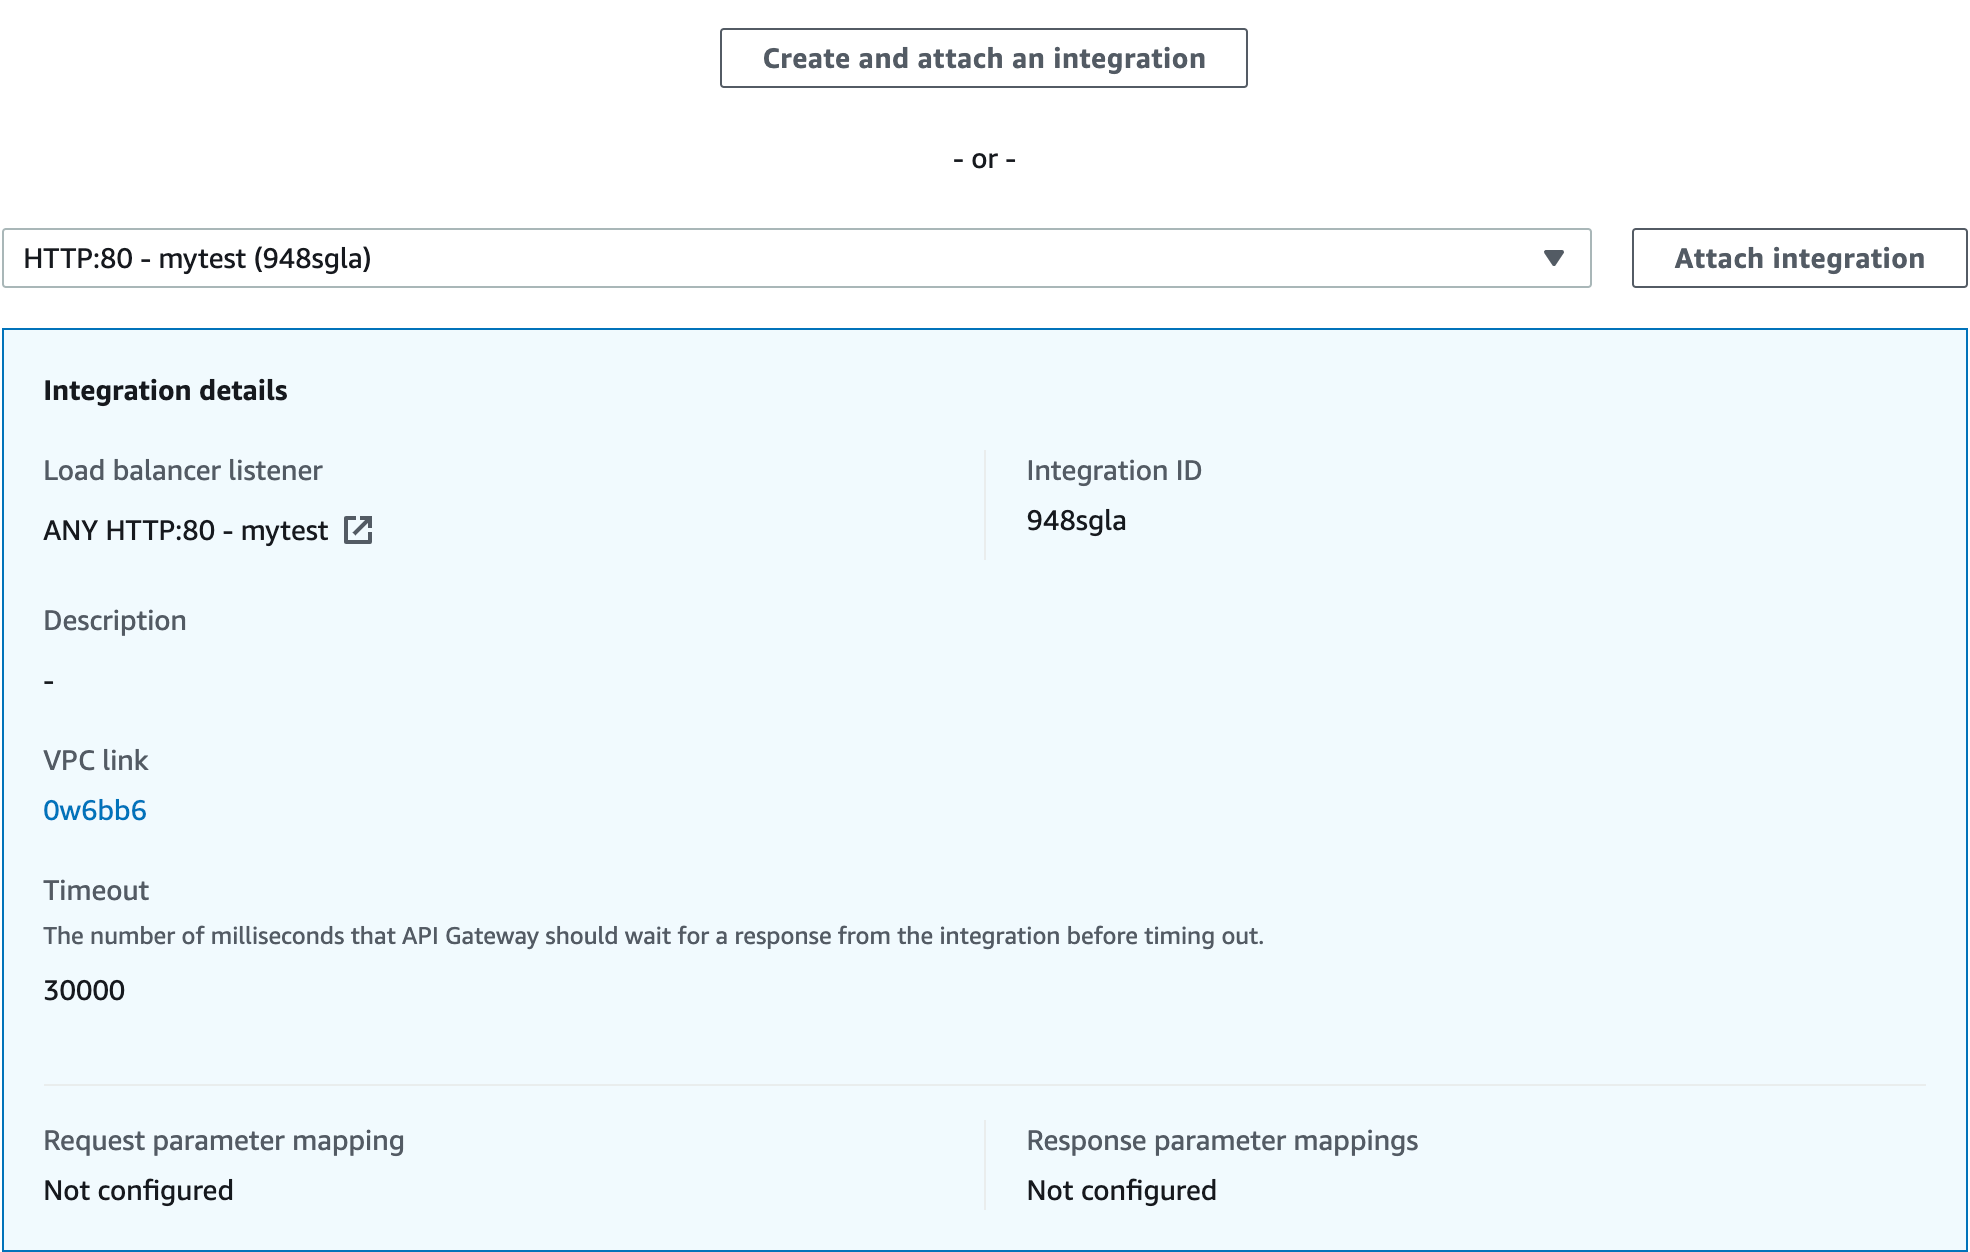 Create and attach an integration
- or -
HTTP:80 - mytest (948sgla)
Attach integration
Integration details
Load balancer listener
ANY HTTP:80 - mytest
Integration ID
948sgla
Description
-
VPC link
0w6bb6
Timeout
The number of milliseconds that API Gateway should wait for a response from the integration before timing out.
30000
Request parameter mapping
Not configured
Response parameter mappings
Not configured